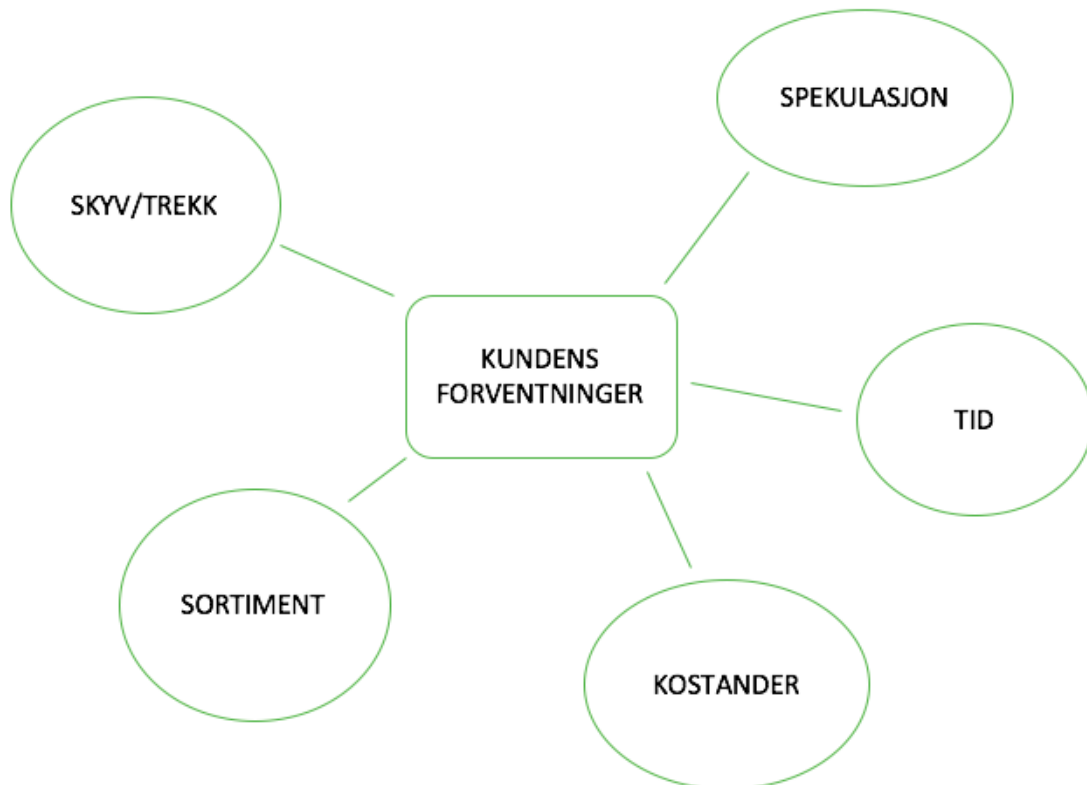 SPEKULASJON
SKYV/TREKK
KUNDENS
FORVENTNINGER
TID
SORTIMENT
KOSTANDER